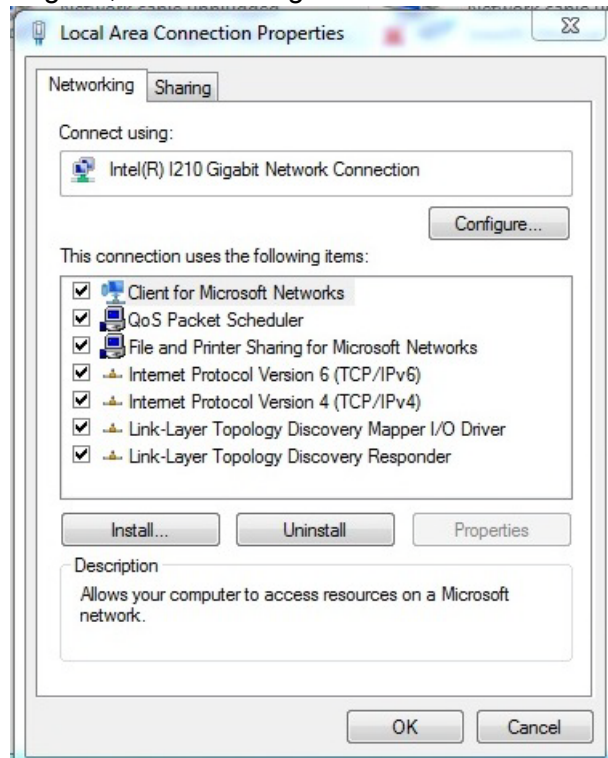 Local Area Connection Properties
Networking Sharing
Connect using:
Intel(R) I210 Gigabit Network Connection
Configure...
This connection uses the following items:
Client for Microsoft Networks
QoS Packet Scheduler
File and Printer Sharing for Microsoft Networks
Internet Protocol Version 6 (TCP/IPv6)
Internet Protocol Version 4 (TCP/IPv4)
Link-Layer Topology Discovery Mapper I/O Driver
Link-Layer Topology Discovery Responder
Install... Uninstall Properties
Description
Allows your computer to access resources on a Microsoft
network.
OK Cancel